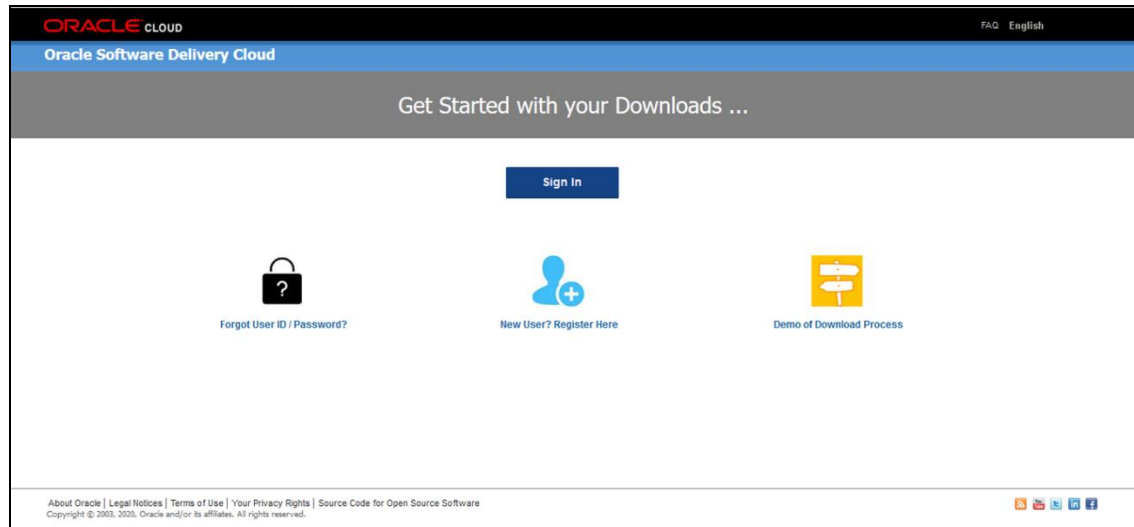 ORACLE CLOUD
FAQ English
Oracle Software Delivery Cloud
Get Started with your Downloads ...
Sign In
?
Forgot User ID / Password?
New User? Register Here
Demo of Download Process
About Oracle | Legal Notices | Terms of Use | Your Privacy Rights | Source Code for Open Source Software
Copyright © 2003, 2020, Oracle and/or its affiliates. All rights reserved.